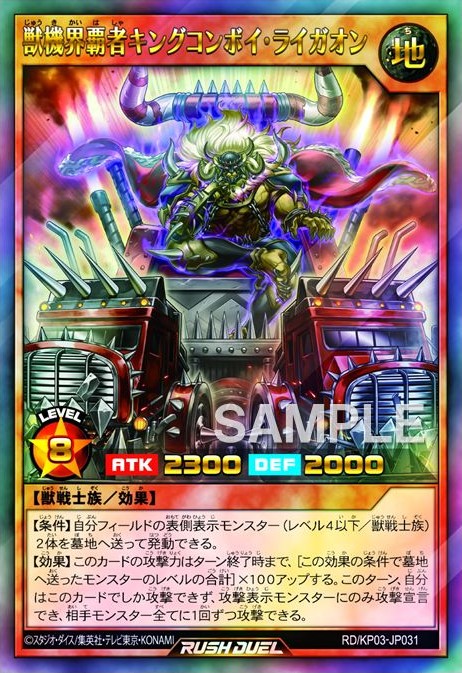 獣機界覇者キングコンボイ・ライガオン
地
SAMPLE
LEVEL
8
ATK 2300 DEF 2000
【獣戦士族/効果】
【条件】自分フィールドの表側表示モンスター(レベル4以下/獣戦士族)
2体を墓地へ送って発動できる。
【効果】このカードの攻撃力はターン終了時まで、[この効果の条件で墓地
へ送ったモンスターのレベルの合計]×100アップする。このターン、自分
はこのカードでしか攻撃できず、攻撃表示モンスターにのみ攻撃宣言
でき、相手モンスター全てに1回ずつ攻撃できる。
©スタジオ・ダイス/集英社・テレビ東京・KONAMI
RUSH DUEL
RD/KP03-JP031